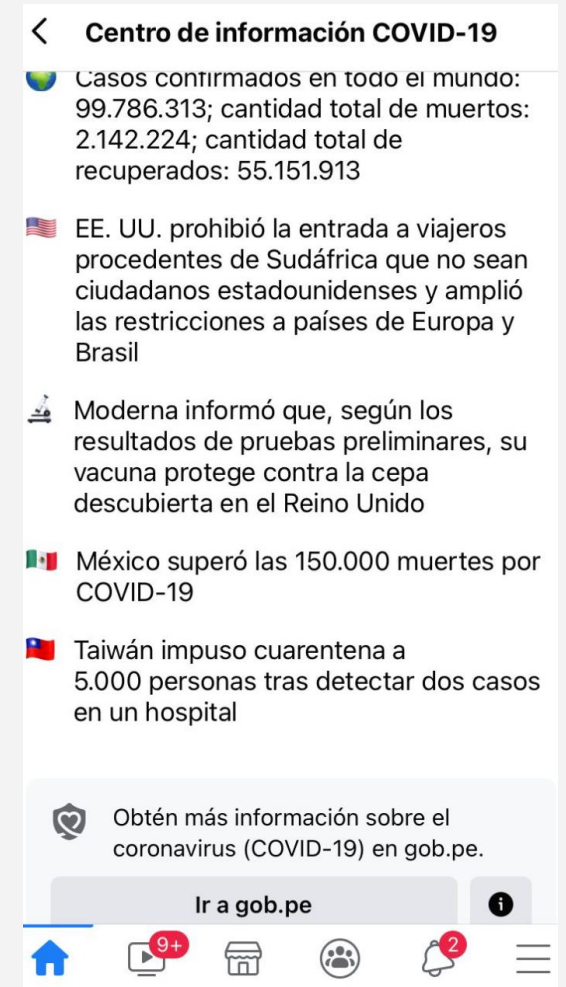 Centro de información COVID-19
Casos confirmados en todo el mundo:
99.786.313; cantidad total de muertos:
2.142.224; cantidad total de
recuperados: 55.151.913
EE. UU. prohibió la entrada a viajeros
procedentes de Sudáfrica que no sean
ciudadanos estadounidenses y amplió
las restricciones a países de Europa y
Brasil
Moderna informó que, según los
resultados de pruebas preliminares, su
vacuna protege contra la cepa
descubierta en el Reino Unido
México superó las 150.000 muertes por
COVID-19
Taiwán impuso cuarentena a
5.000 personas tras detectar dos casos
en un hospital
Obtén más información sobre el
coronavirus (COVID-19) en gob.pe.
Ir a gob.pe
9+ 2